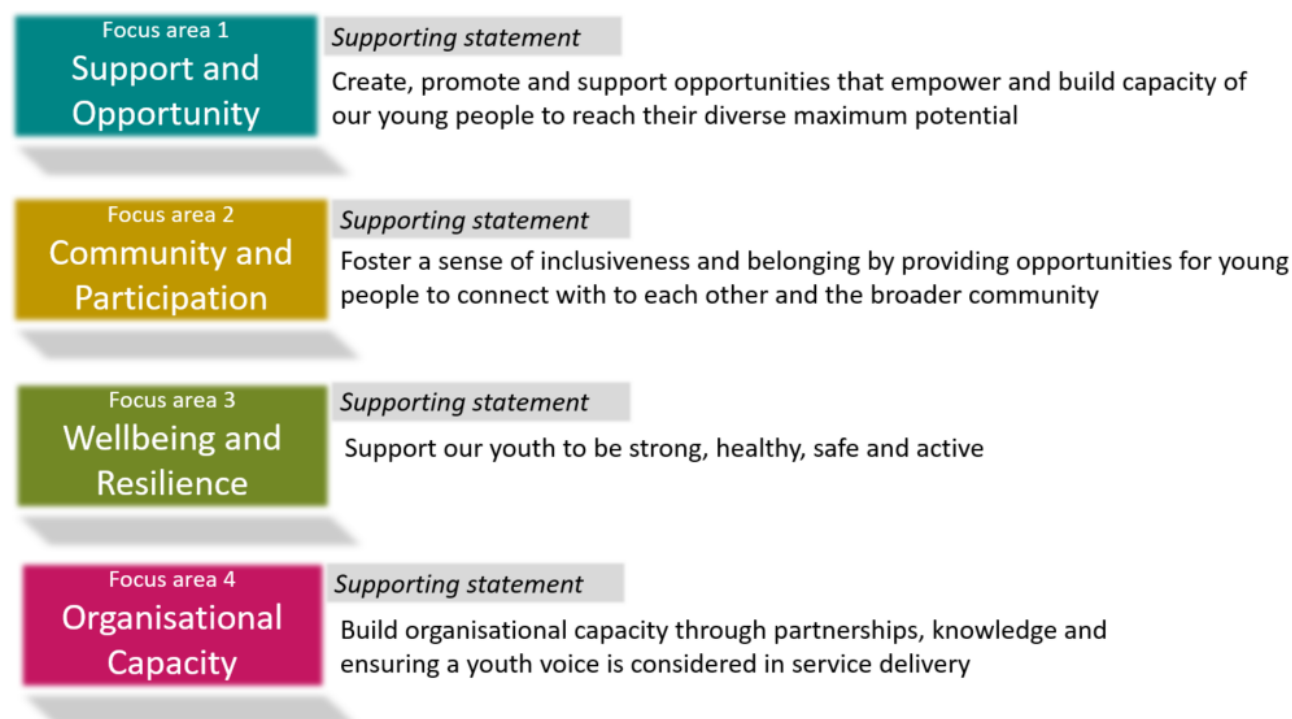 Focus area 1
Support and
Opportunity
Supporting statement
Create, promote and support opportunities that empower and build capacity of
our young people to reach their diverse maximum potential
Focus area 2
Community and
Participation
Supporting statement
Foster a sense of inclusiveness and belonging by providing opportunities for young
people to connect with to each other and the broader community
Focus area 3
Wellbeing and
Resilience
Supporting statement
Support our youth to be strong, healthy, safe and active
Focus area 4
Organisational
Capacity
Supporting statement
Build organisational capacity through partnerships, knowledge and
ensuring a youth voice is considered in service delivery